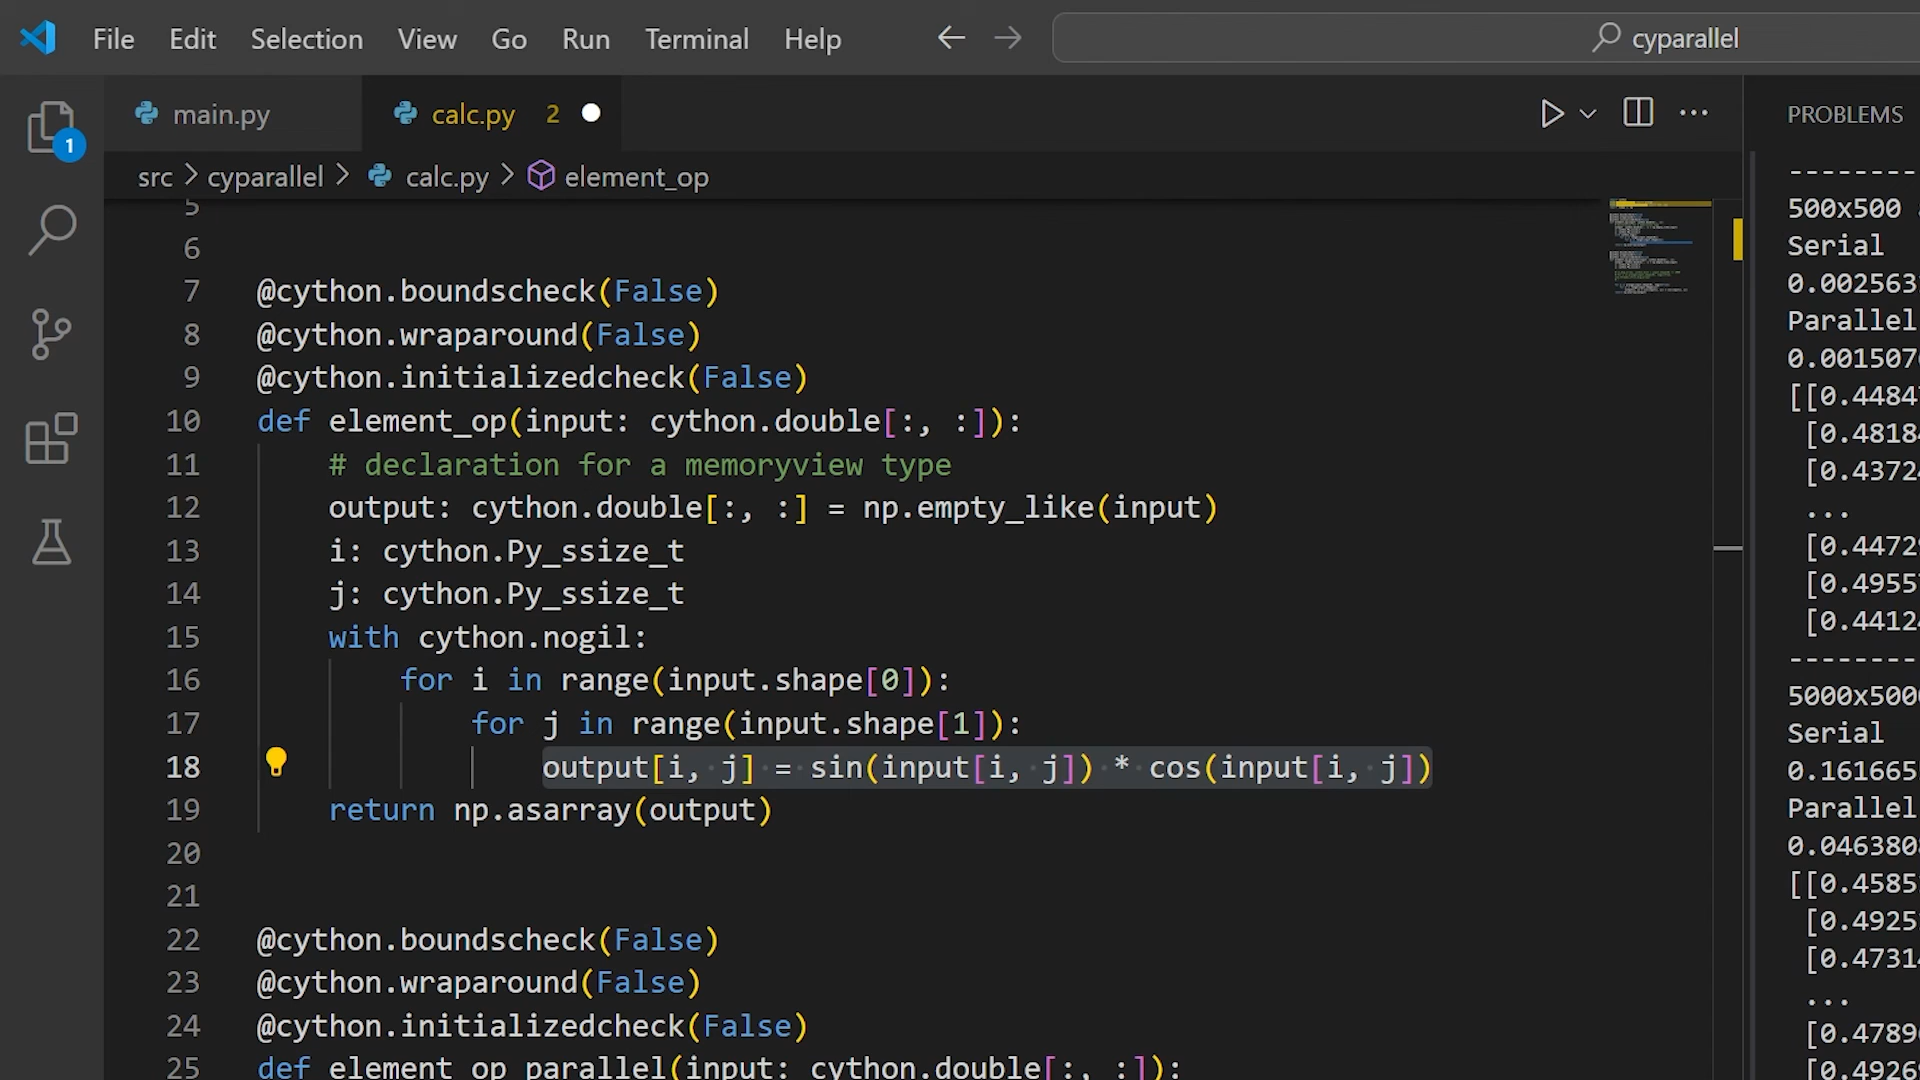 File Edit Selection View Go Run Terminal Help cyparallel
1
main.py calc.py 2
src > cyparallel > calc.py > element_op
5
6
7 @cython.boundscheck(False)
8 @cython.wraparound(False)
9 @cython.initializedcheck(False)
10 def element_op(input: cython.double[:, :]):
11 # declaration for a memoryview type
12 output: cython.double[:, :] = np.empty_like(input)
13 i: cython.Py_ssize_t
14 j: cython.Py_ssize_t
15 with cython.nogil:
16 for i in range(input.shape[0]):
17 for j in range(input.shape[1]):
18 output[i, j] = sin(input[i, j]) * cos(input[i, j])
19 return np.asarray(output)
20
21
22 @cython.boundscheck(False)
23 @cython.wraparound(False)
24 @cython.initializedcheck(False)
25 def element_op_parallel(input: cython.double[:, :]):
PROBLEMS
-------
500x500
Serial
0.002563
Parallel
0.001507
[[0.4484
[0.4818
[0.4372
...
[0.4472
[0.4955
[0.4412
-------
5000x500
Serial
0.161665
Parallel
0.046380
[[0.4585
[0.4925
[0.4731
...
[0.4789
[0.4926